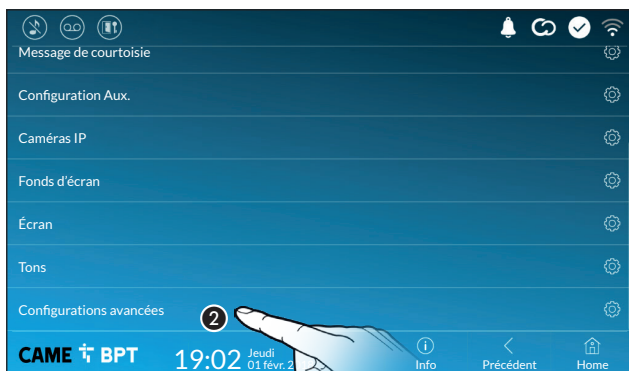 Message de courtoisie
Configuration Aux.
Caméras IP
Fonds d'écran
Écran
Tons
Configurations avancées
2
CAME BPT
19:02
Jeudi
01 févr. 2
Info
Précédent
Home